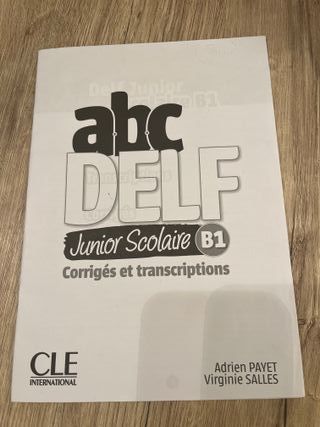 abc
DELF
Junior Scolaire B1
Corrigés et transcriptions
Adrien PAYET
Virginie SALLES
CLE
INTERNATIONAL